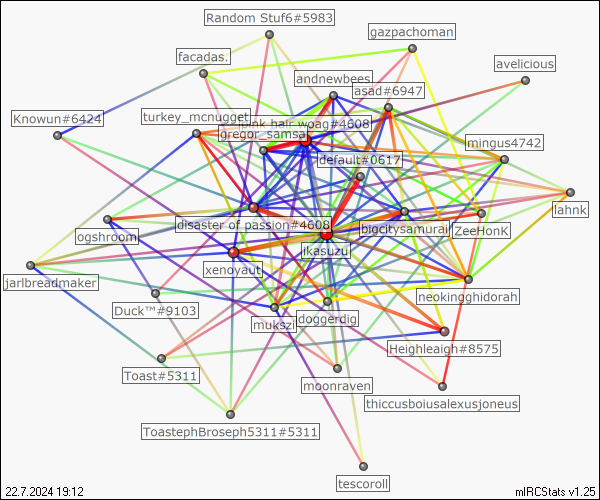 Random Stuf6#5983
gazpachoman
facadas.
avelicious
andnewbees
asad#6947
Knowun#6424
turkey_mcnugget
pink hair woag#4608
gregor_samsa
mingus4742
default#0617
lahnk
disaster of passion#4608
bigcitysamurai
ZeeHonK
ogshroom
ikasuzu
xenoyaut
jarlbreadmaker
neokingghidorah
Duck™#9103
mukszi
doggerdig
Heighleaigh#8575
Toast#5311
moonraven
thiccusboiusalexusjoneus
ToastephBroseph5311#5311
tescoroll
22.7.2024 19:12
mIRCStats v1.25